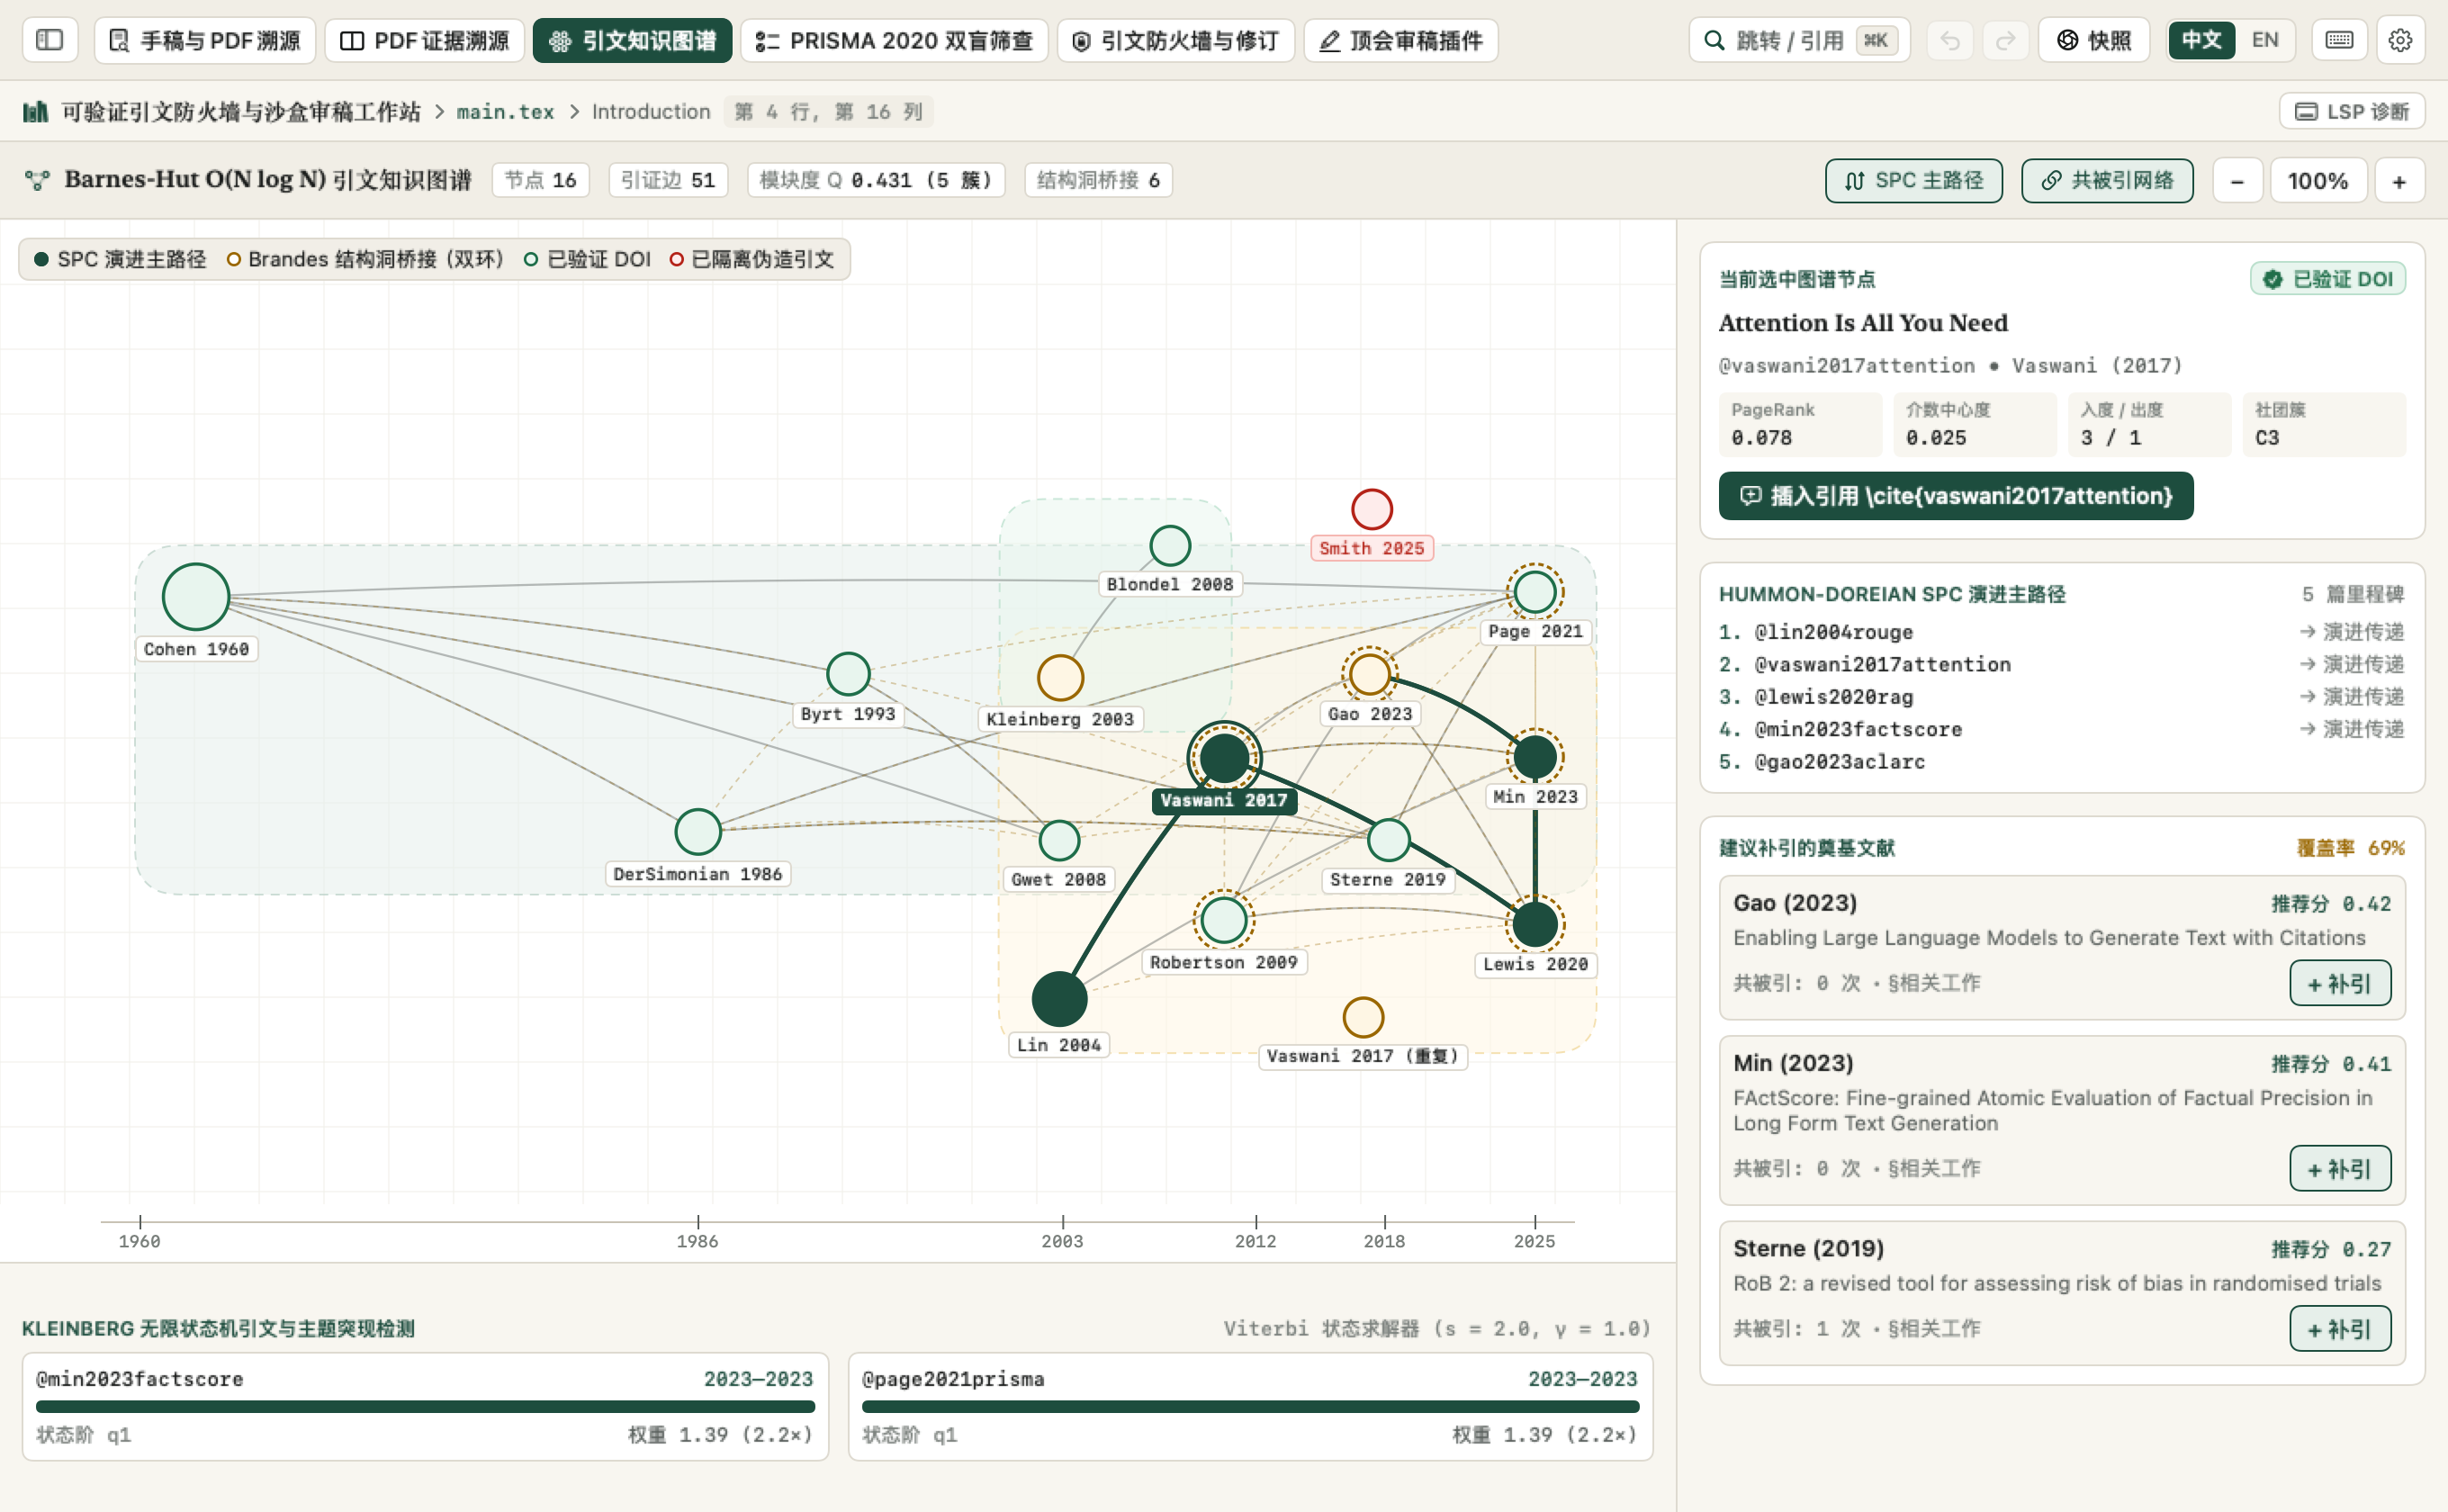 手稿与 PDF 溯源
PDF 证据溯源
引文知识图谱
PRISMA 2020 双盲筛查
引文防火墙与修订
顶会审稿插件
跳转 / 引用 ⌘K
快照
中文 EN
可验证引文防火墙与沙盒审稿工作站 > main.tex > Introduction 第 4 行, 第 16 列
LSP 诊断
Barnes-Hut O(N log N) 引文知识图谱
节点 16
引证边 51
模块度 Q 0.431 (5 簇)
结构洞桥接 6
SPC 主路径
共被引网络
− 100% +
SPC 演进主路径 Brandes 结构洞桥接 (双环) 已验证 DOI 已隔离伪造引文
Smith 2025
Blondel 2008
Page 2021
Cohen 1960
Byrt 1993
Kleinberg 2003
Gao 2023
Vaswani 2017
Min 2023
DerSimonian 1986
Gwet 2008
Sterne 2019
Robertson 2009
Lewis 2020
Lin 2004
Vaswani 2017 (重复)
1960 1986 2003 2012 2018 2025
KLEINBERG 无限状态机引文与主题突现检测
Viterbi 状态求解器 (s = 2.0, γ = 1.0)
@min2023factscore 2023—2023
状态阶 q1 权重 1.39 (2.2×)
@page2021prisma 2023—2023
状态阶 q1 权重 1.39 (2.2×)
当前选中图谱节点
已验证 DOI
Attention Is All You Need
@vaswani2017attention • Vaswani (2017)
PageRank
0.078
介数中心度
0.025
入度 / 出度
3 / 1
社团簇
C3
插入引用 \cite{vaswani2017attention}
HUMMON-DOREIAN SPC 演进主路径 5 篇里程碑
1. @lin2004rouge → 演进传递
2. @vaswani2017attention → 演进传递
3. @lewis2020rag → 演进传递
4. @min2023factscore → 演进传递
5. @gao2023aclarc
建议补引的奠基文献 覆盖率 69%
Gao (2023) 推荐分 0.42
Enabling Large Language Models to Generate Text with Citations
共被引: 0 次 · §相关工作
+ 补引
Min (2023) 推荐分 0.41
FActScore: Fine-grained Atomic Evaluation of Factual Precision in
Long Form Text Generation
共被引: 0 次 · §相关工作
+ 补引
Sterne (2019) 推荐分 0.27
RoB 2: a revised tool for assessing risk of bias in randomised trials
共被引: 1 次 · §相关工作
+ 补引